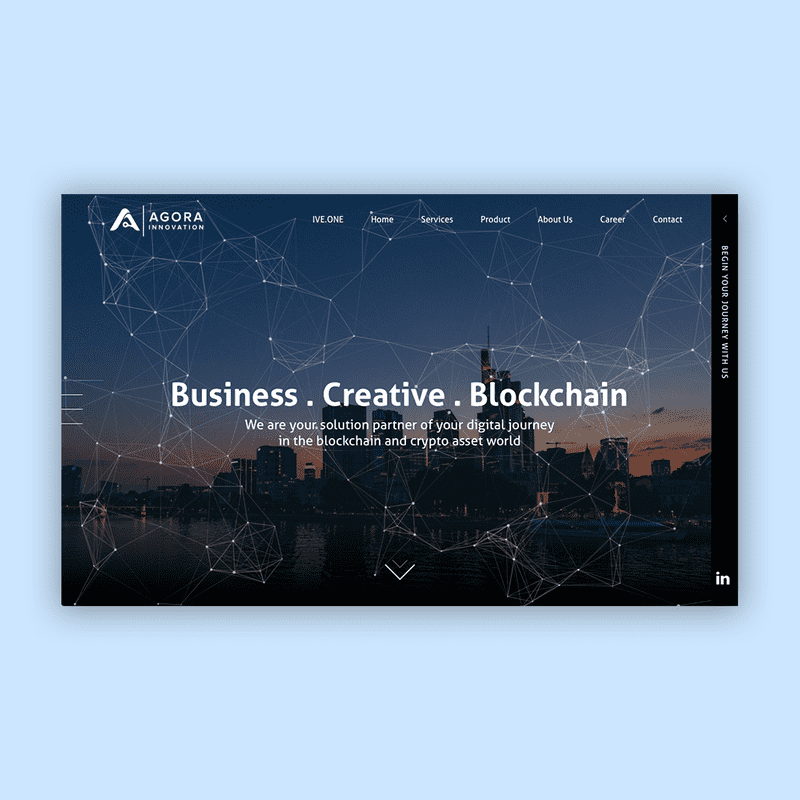 AGORA
INNOVATION
IVE.ONE Home Services Product About Us Career Contact
BEGIN YOUR JOURNEY WITH US
Business . Creative . Blockchain
We are your solution partner of your digital journey
in the blockchain and crypto asset world
in